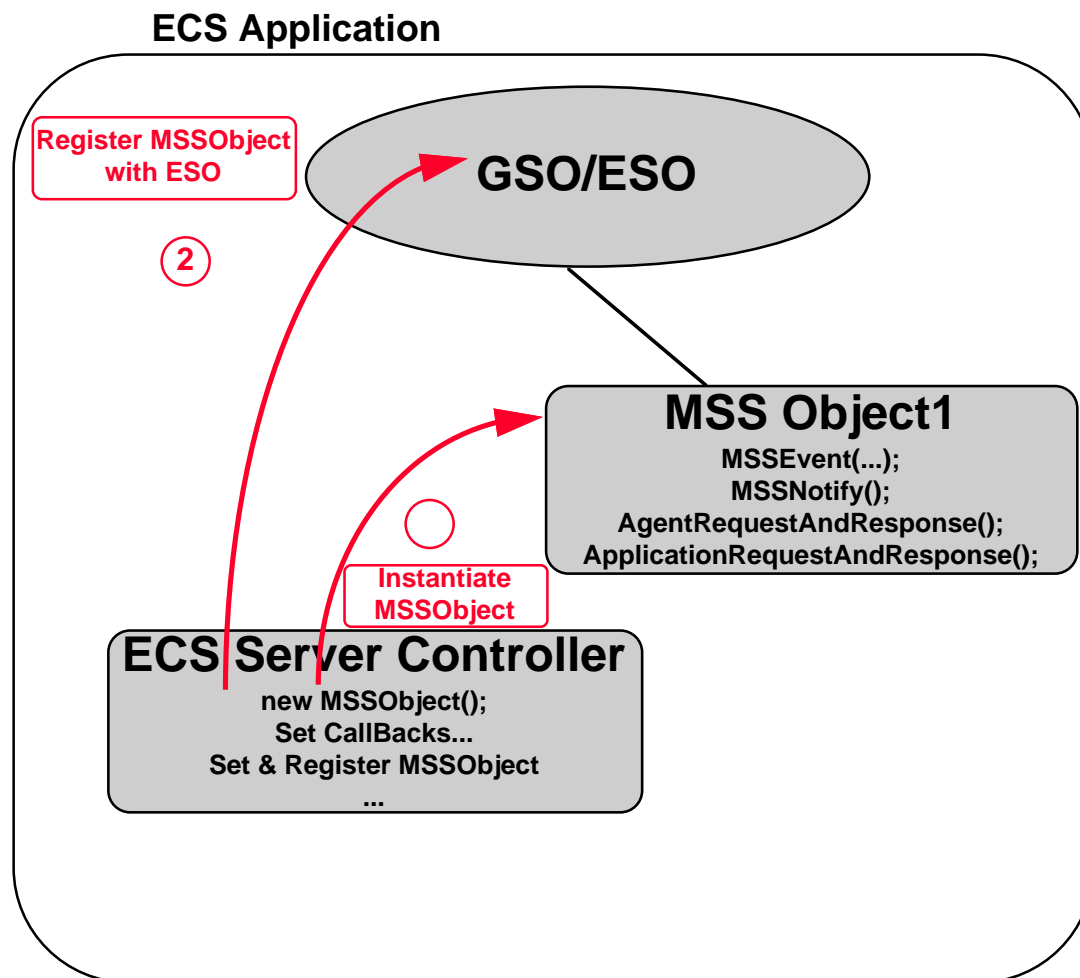 ECS Application
Register MSSObject
with ESO
GSO/ESO
2
MSS Object1
MSSEvent(...);
MSSNotify();
AgentRequestAndResponse();
ApplicationRequestAndResponse();
Instantiate
MSSObject
ECS Server Controller
new MSSObject();
Set CallBacks...
Set & Register MSSObject
...